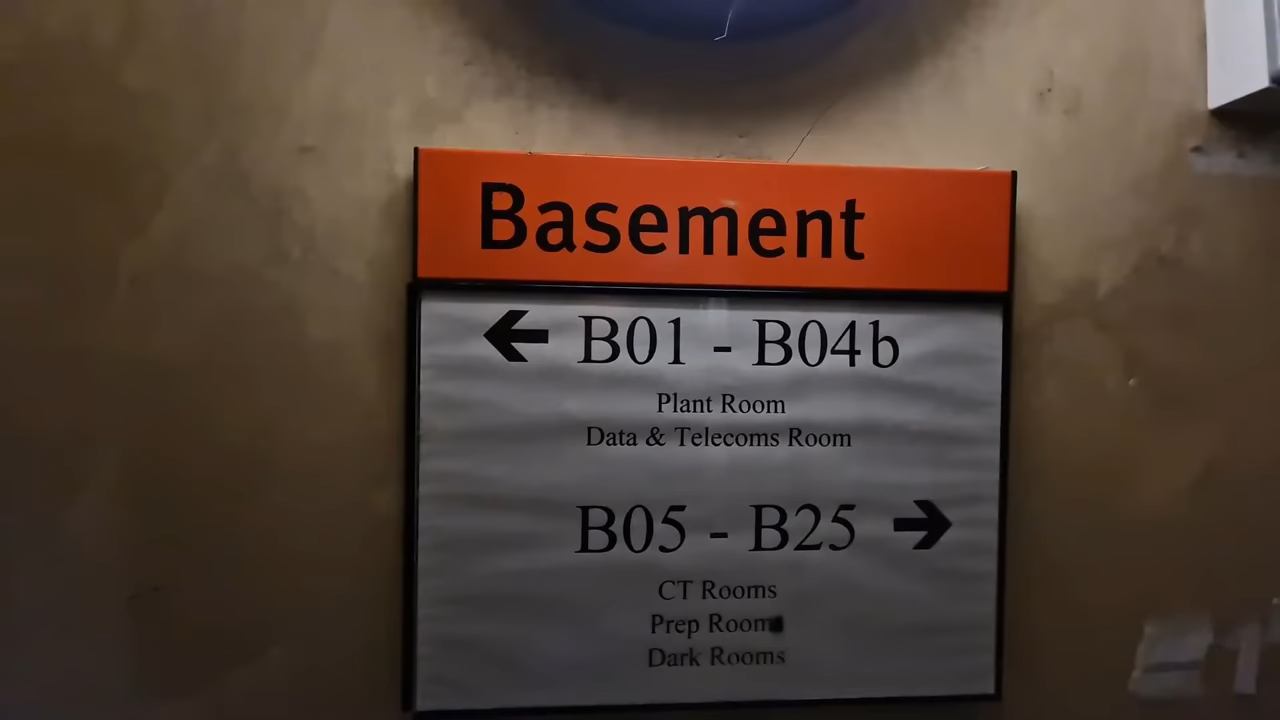 Basement
← B01 - B04b
Plant Room
Data & Telecoms Room
B05 - B25 →
CT Rooms
Prep Room
Dark Rooms